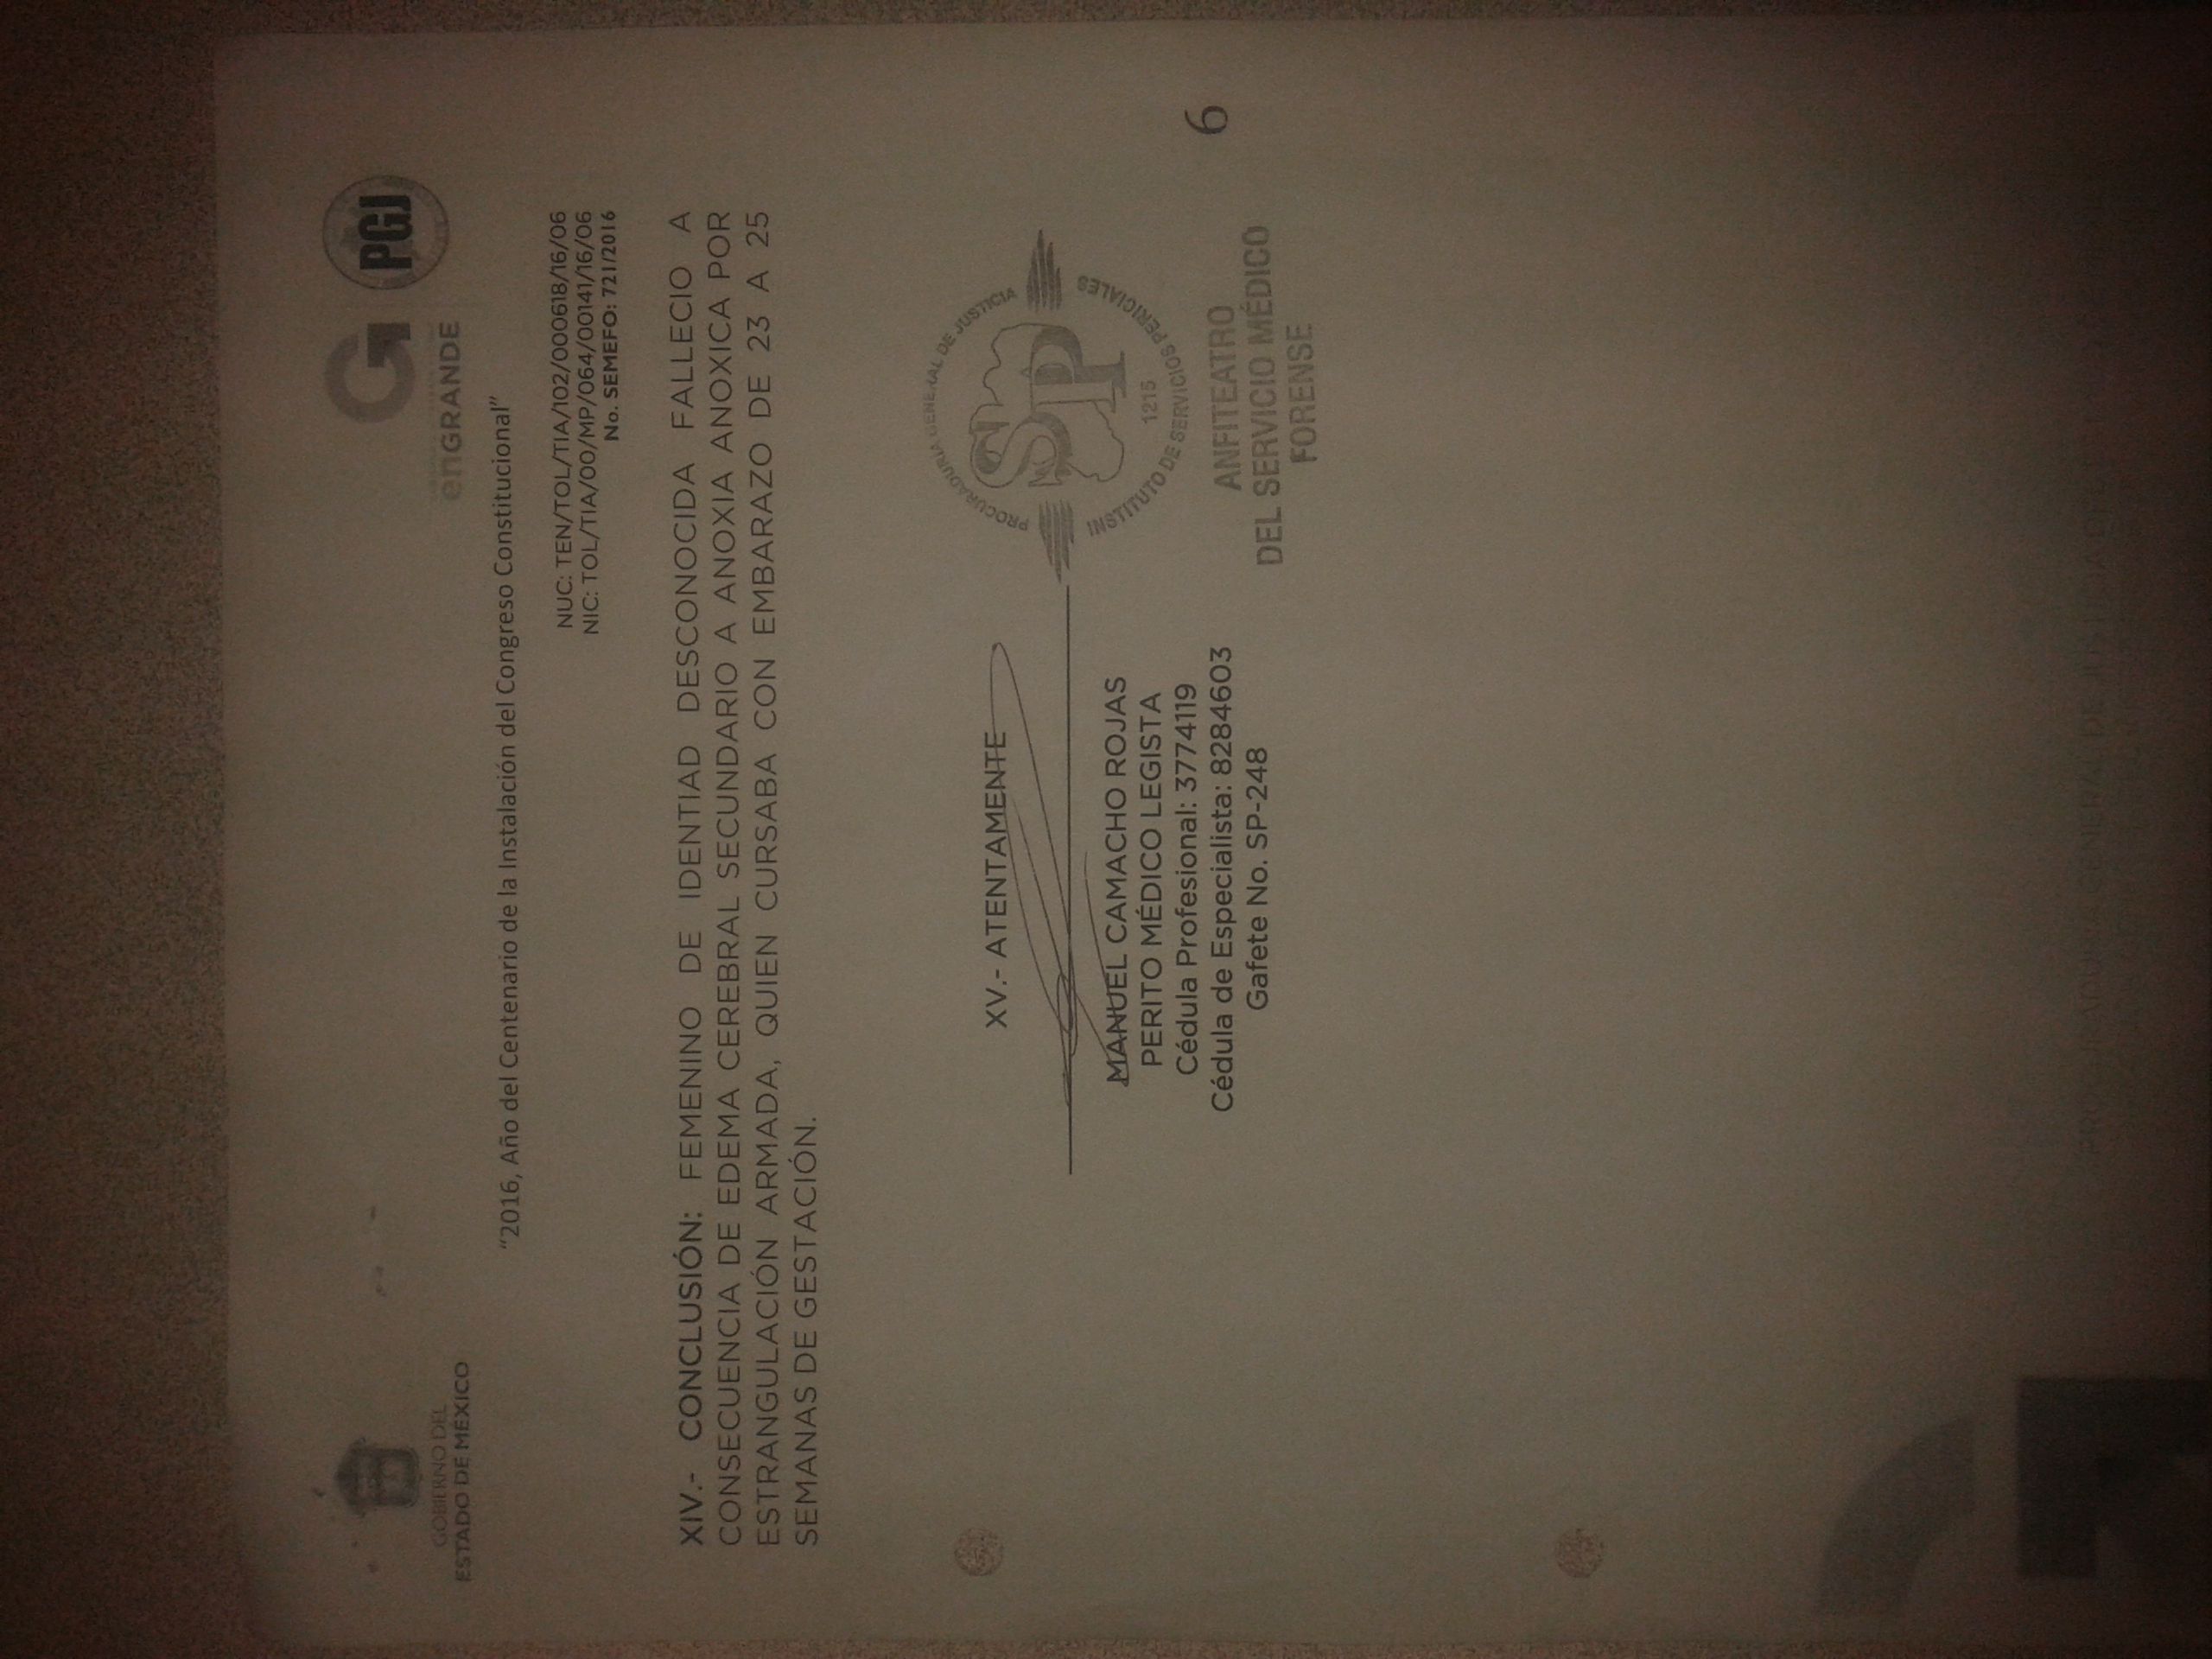 GOBIERNO DEL
ESTADO DE MÉXICO
enGRANDE
PGJ
"2016, Año del Centenario de la Instalación del Congreso Constitucional"
NUC: TEN/TOL/TIA/102/000618/16/06
NIC: TOL/TIA/00/MP/064/00141/16/06
No. SEMEFO: 721/2016
XIV.- CONCLUSIÓN: FEMENINO DE IDENTIAD DESCONOCIDA FALLECIO A
CONSECUENCIA DE EDEMA CEREBRAL SECUNDARIO A ANOXIA ANOXICA POR
ESTRANGULACIÓN ARMADA, QUIEN CURSABA CON EMBARAZO DE 23 A 25
SEMANAS DE GESTACIÓN.
XV.- ATENTAMENTE
MANUEL CAMACHO ROJAS
PERITO MÉDICO LEGISTA
Cédula Profesional: 3774119
Cédula de Especialista: 8284603
Gafete No. SP-248
PROCURADURIA GENERAL DE JUSTICIA
SP
1215
INSTITUTO DE SERVICIOS PERICIALES
ANFITEATRO
DEL SERVICIO MÉDICO
FORENSE
6
PROCURADURÍA GENERAL DE JUSTICIA DEL